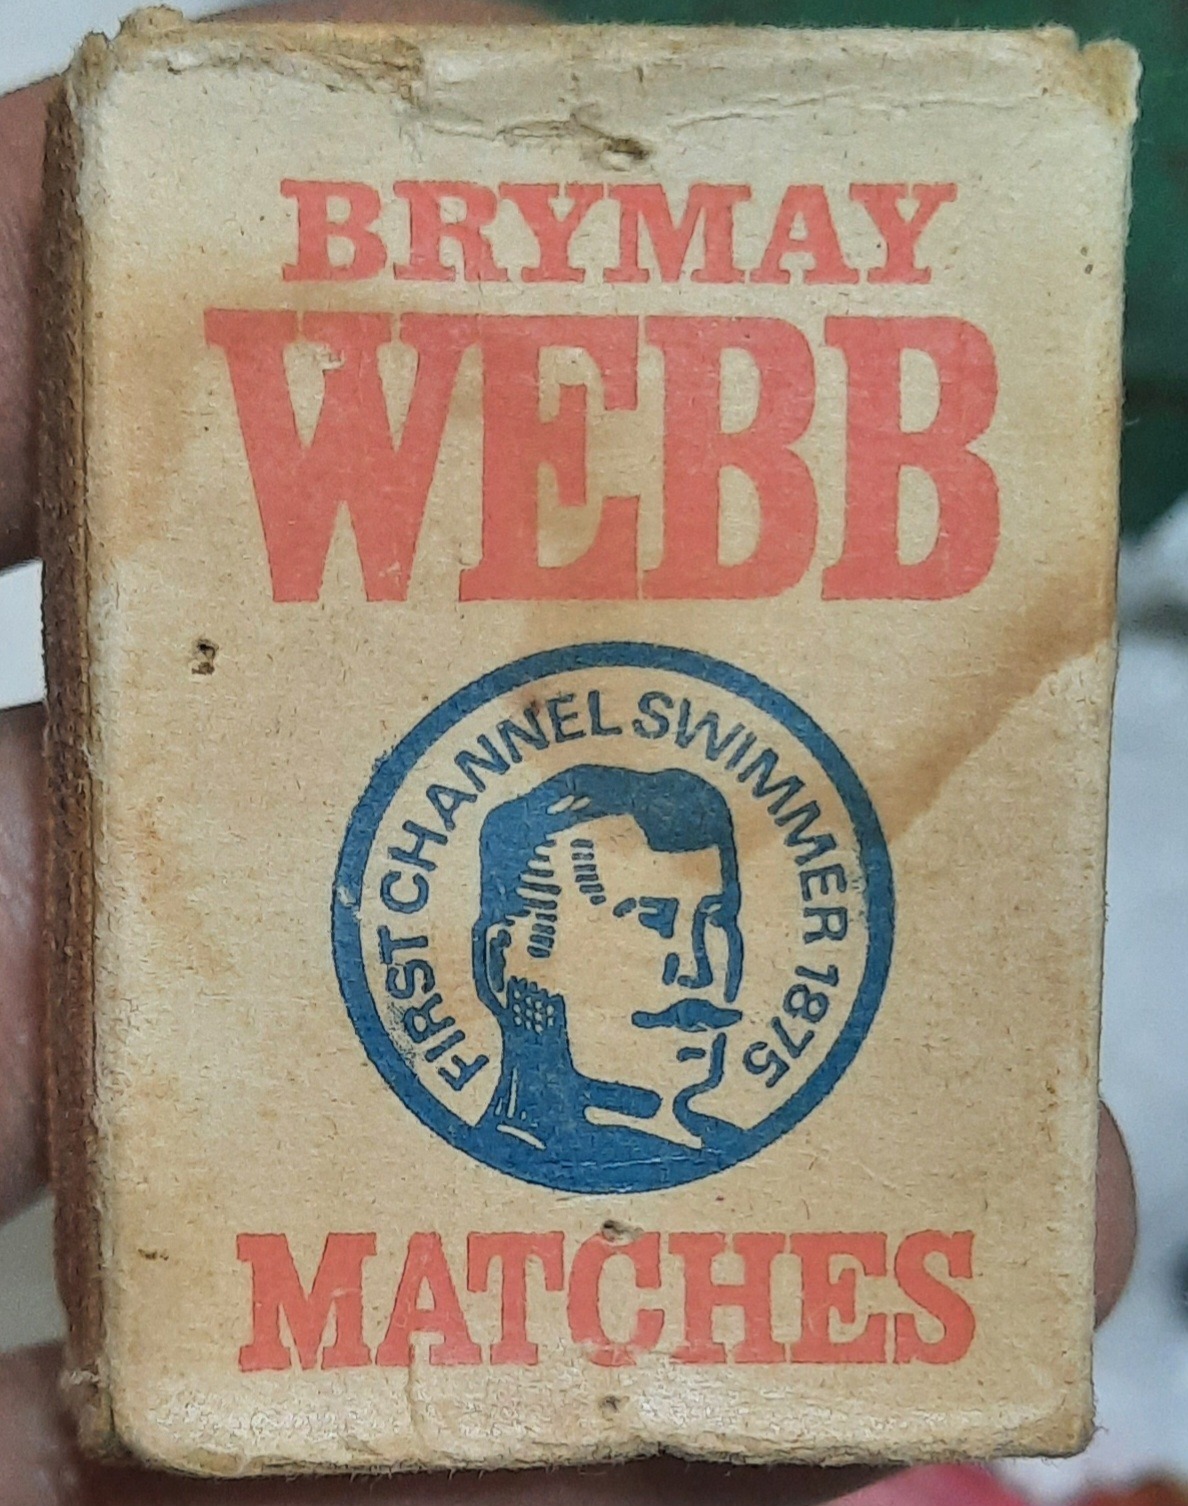 BRYMAY
WEBB
FIRST CHANNEL SWIMMER 1875
MATCHES